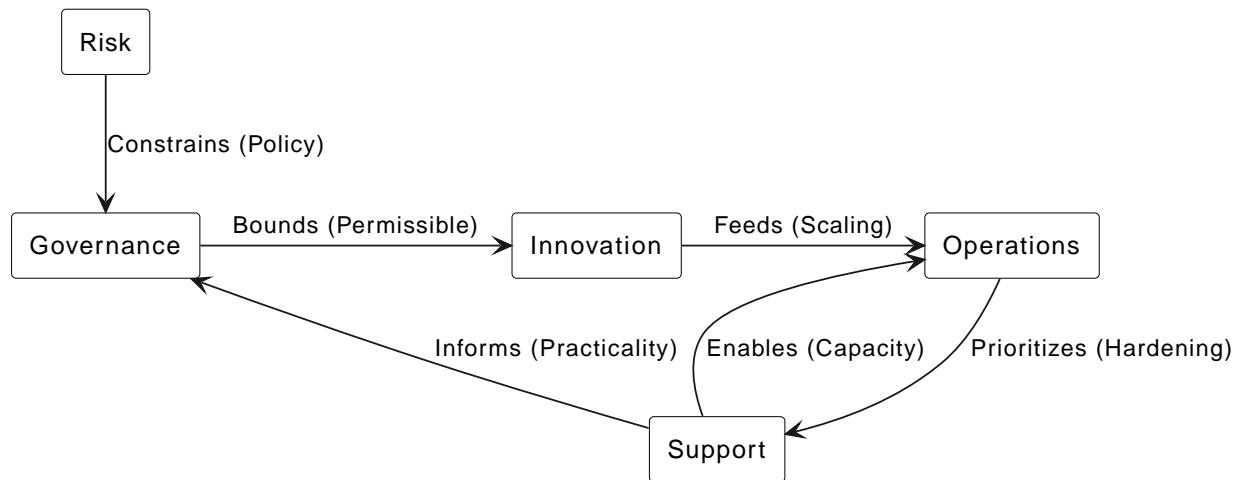 Risk
Constrains (Policy)
Governance
Bounds (Permissible)
Innovation
Feeds (Scaling)
Operations
Informs (Practicality)
Enables (Capacity)
Prioritizes (Hardening)
Support